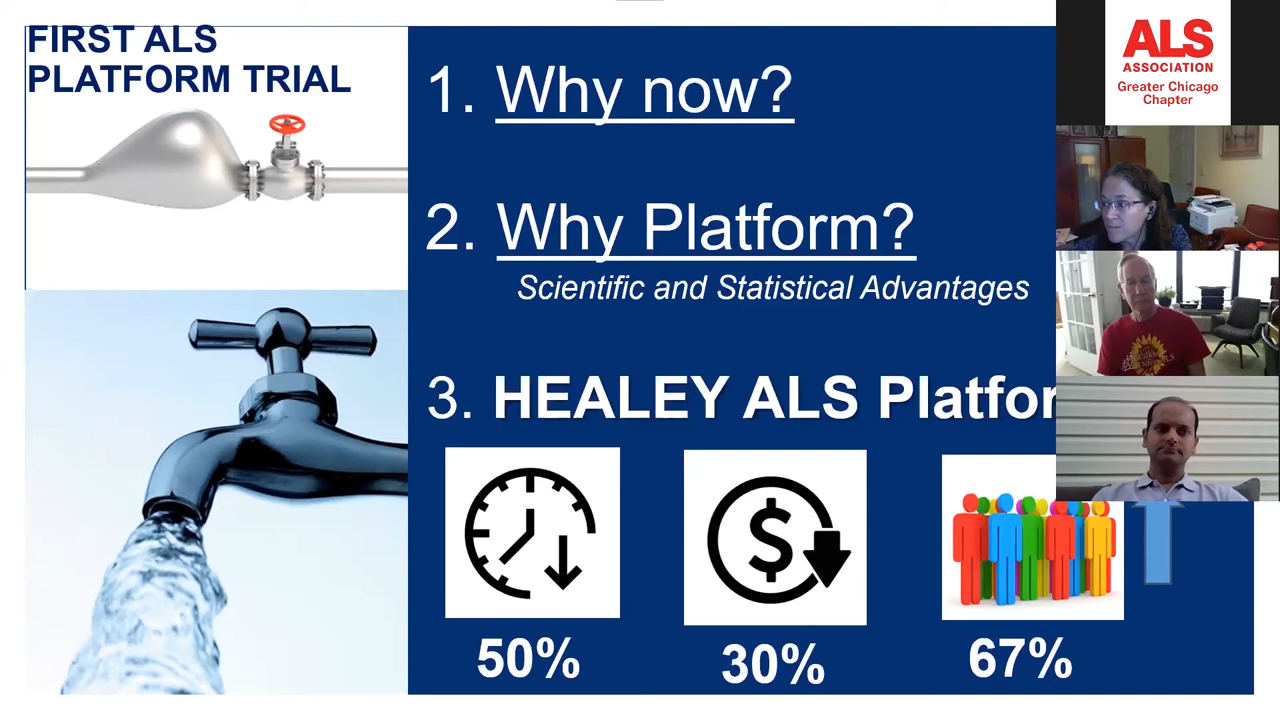 FIRST ALS
PLATFORM TRIAL
1. Why now?
2. Why Platform?
Scientific and Statistical Advantages
3. HEALEY ALS Platfor
50%
30%
67%
$
ALS
ASSOCIATION
Greater Chicago
Chapter